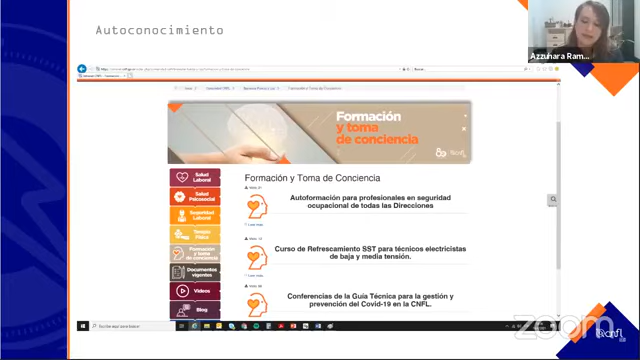 Autoconocimiento
Azzuhara Ram...
Formación
y toma
de conciencia
Formación y Toma de Conciencia
Salud
Laboral
Salud
Psicosocial
Seguridad
Laboral
Terapia
Física
Formación
y toma
de conciencia
Documentos
vigentes
Videos
Blog
Autoformación para profesionales en seguridad
ocupacional de todas las Direcciones
Curso de Refrescamiento SST para técnicos electricistas
de baja y media tensión.
Conferencias de la Guía Técnica para la gestión y
prevención del Covid-19 en la CNFL.
zoom